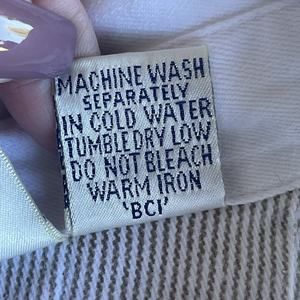 MACHINE WASH
SEPARATELY
IN COLD WATER
TUMBLE DRY LOW
DO NOT BLEACH
WARM IRON
'BCI'